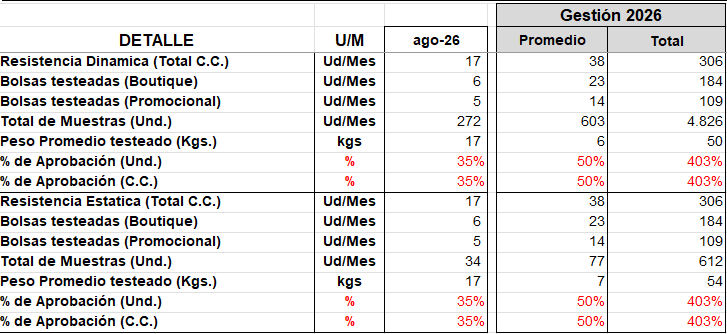 Gestión 2026
DETALLE U/M ago-26 Promedio Total
Resistencia Dinamica (Total C.C.) Ud/Mes 17 38 306
Bolsas testeadas (Boutique) Ud/Mes 6 23 184
Bolsas testeadas (Promocional) Ud/Mes 5 14 109
Total de Muestras (Und.) Ud/Mes 272 603 4.826
Peso Promedio testeado (Kgs.) kgs 17 6 50
% de Aprobación (Und.) % 35% 50% 403%
% de Aprobación (C.C.) % 35% 50% 403%
Resistencia Estatica (Total C.C.) Ud/Mes 17 38 306
Bolsas testeadas (Boutique) Ud/Mes 6 23 184
Bolsas testeadas (Promocional) Ud/Mes 5 14 109
Total de Muestras (Und.) Ud/Mes 34 77 612
Peso Promedio testeado (Kgs.) kgs 17 7 54
% de Aprobación (Und.) % 35% 50% 403%
% de Aprobación (C.C.) % 35% 50% 403%